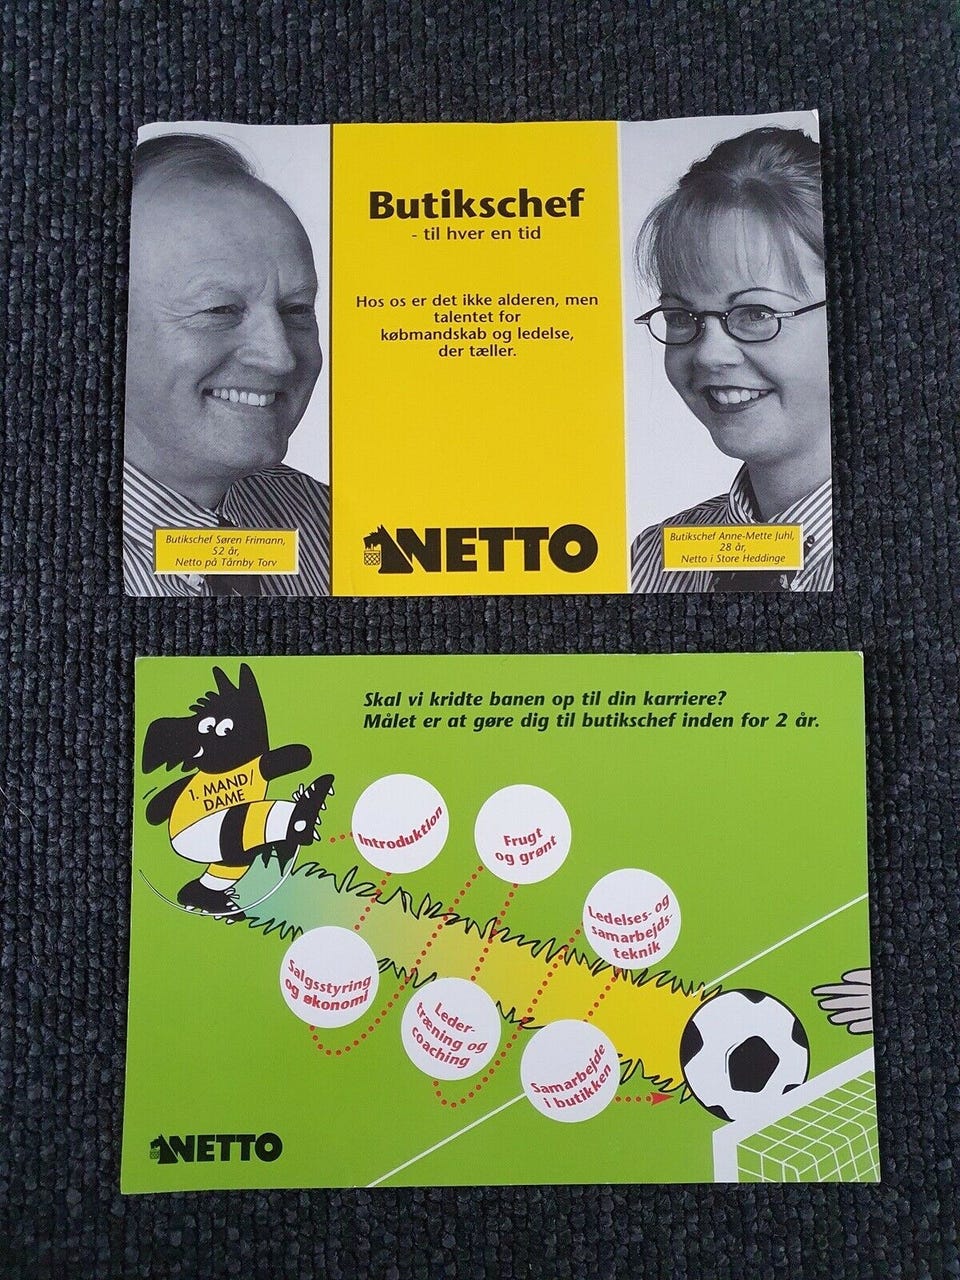 Butikschef
- til hver en tid
Hos os er det ikke alderen, men
talentet for
købmandskab og ledelse,
der tæller.
Butikschef Søren Frimann,
52 år,
Netto på Tårnby Torv
NETTO
Butikschef Anne-Mette Juhl,
28 år,
Netto i Store Heddinge
Skal vi kridte banen op til din karriere?
Målet er at gøre dig til butikschef inden for 2 år.
1. MAND/
DAME
Introduktion
Frugt
og grønt
Ledelses- og
samarbejds-
teknik
Salgsstyring
og økonomi
Leder-
træning og
coaching
Samarbejde
i butikken
NETTO